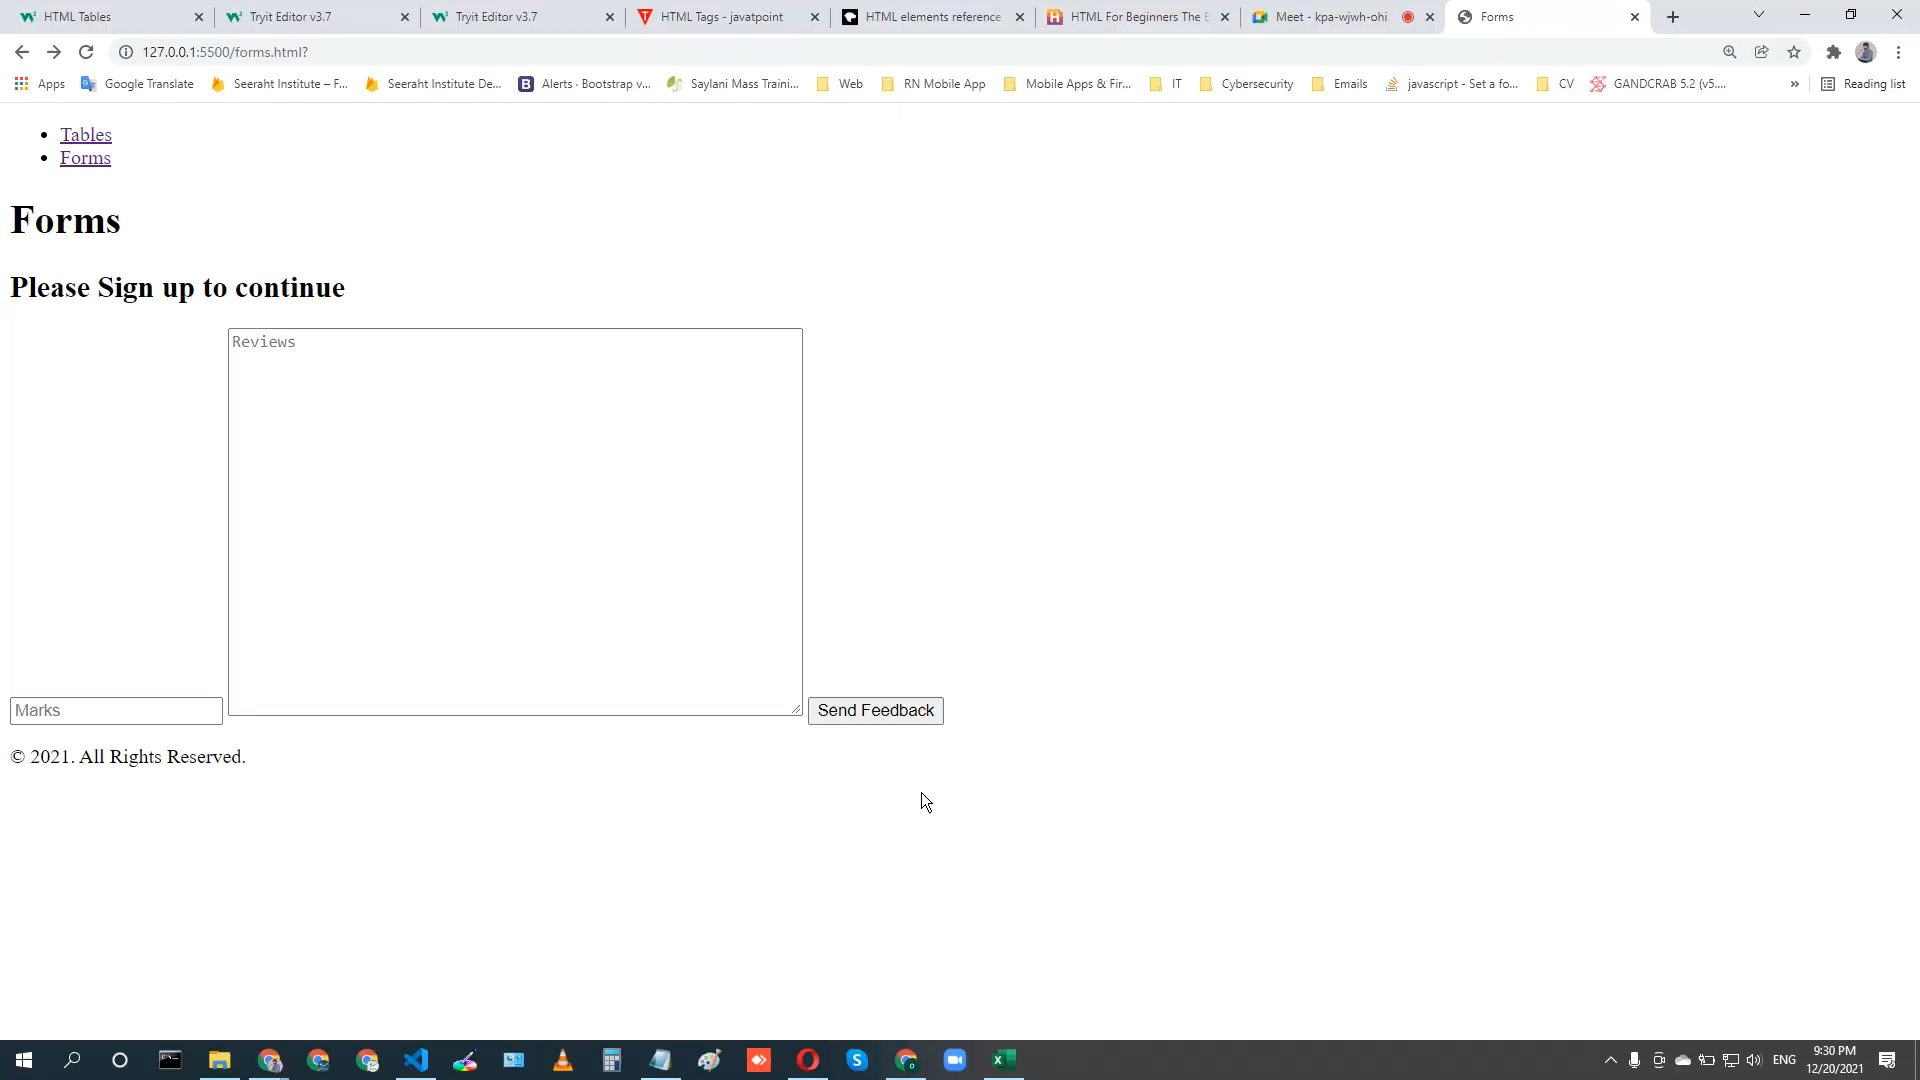 HTML Tables
Tryit Editor v3.7
Tryit Editor v3.7
HTML Tags - javatpoint
HTML elements reference
HTML For Beginners The E
Meet - kpa-wjwh-ohi
Forms
127.0.0.1:5500/forms.html?
Apps
Google Translate
Seeraht Institute – F...
Seeraht Institute De...
Alerts · Bootstrap v...
Saylani Mass Traini...
Web
RN Mobile App
Mobile Apps & Fir...
IT
Cybersecurity
Emails
javascript - Set a fo...
CV
GANDCRAB 5.2 (v5....
»
Reading list
• Tables
• Forms
Forms
Please Sign up to continue
Reviews
Marks
Send Feedback
© 2021. All Rights Reserved.
ENG
9:30 PM
12/20/2021